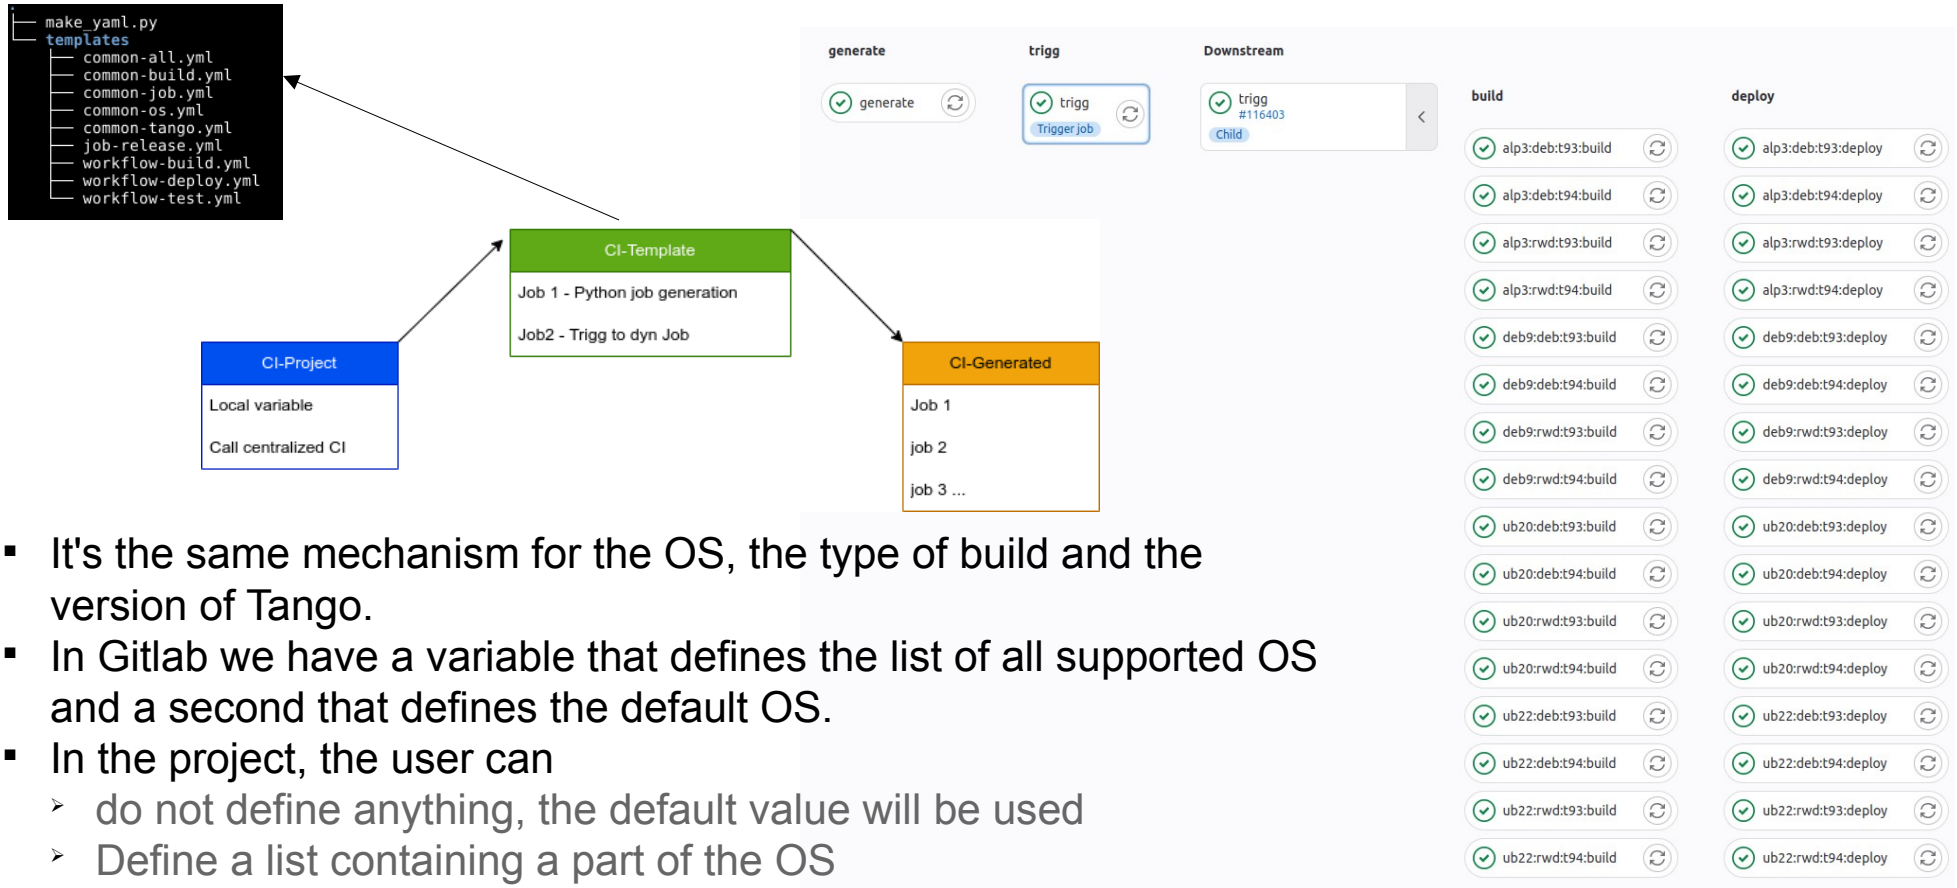 make_yaml.py
templates
common-all.yml
common-build.yml
common-job.yml
common-os.yml
common-tango.yml
job-release.yml
workflow-build.yml
workflow-deploy.yml
workflow-test.yml
CI-Project
Local variable
Call centralized CI
CI-Template
Job 1 - Python job generation
Job2 - Trigg to dyn Job
CI-Generated
Job 1
job 2
job 3 ...
generate
generate
trigg
trigg
Trigger job
Downstream
trigg
#116403
Child
build
alp3:deb:t93:build
alp3:deb:t94:build
alp3:rwd:t93:build
alp3:rwd:t94:build
deb9:deb:t93:build
deb9:deb:t94:build
deb9:rwd:t93:build
deb9:rwd:t94:build
ub20:deb:t93:build
ub20:deb:t94:build
ub20:rwd:t93:build
ub20:rwd:t94:build
ub22:deb:t93:build
ub22:deb:t94:build
ub22:rwd:t93:build
ub22:rwd:t94:build
deploy
alp3:deb:t93:deploy
alp3:deb:t94:deploy
alp3:rwd:t93:deploy
alp3:rwd:t94:deploy
deb9:deb:t93:deploy
deb9:deb:t94:deploy
deb9:rwd:t93:deploy
deb9:rwd:t94:deploy
ub20:deb:t93:deploy
ub20:deb:t94:deploy
ub20:rwd:t93:deploy
ub20:rwd:t94:deploy
ub22:deb:t93:deploy
ub22:deb:t94:deploy
ub22:rwd:t93:deploy
ub22:rwd:t94:deploy
▪ It's the same mechanism for the OS, the type of build and the
version of Tango.
▪ In Gitlab we have a variable that defines the list of all supported OS
and a second that defines the default OS.
▪ In the project, the user can
➢ do not define anything, the default value will be used
➢ Define a list containing a part of the OS